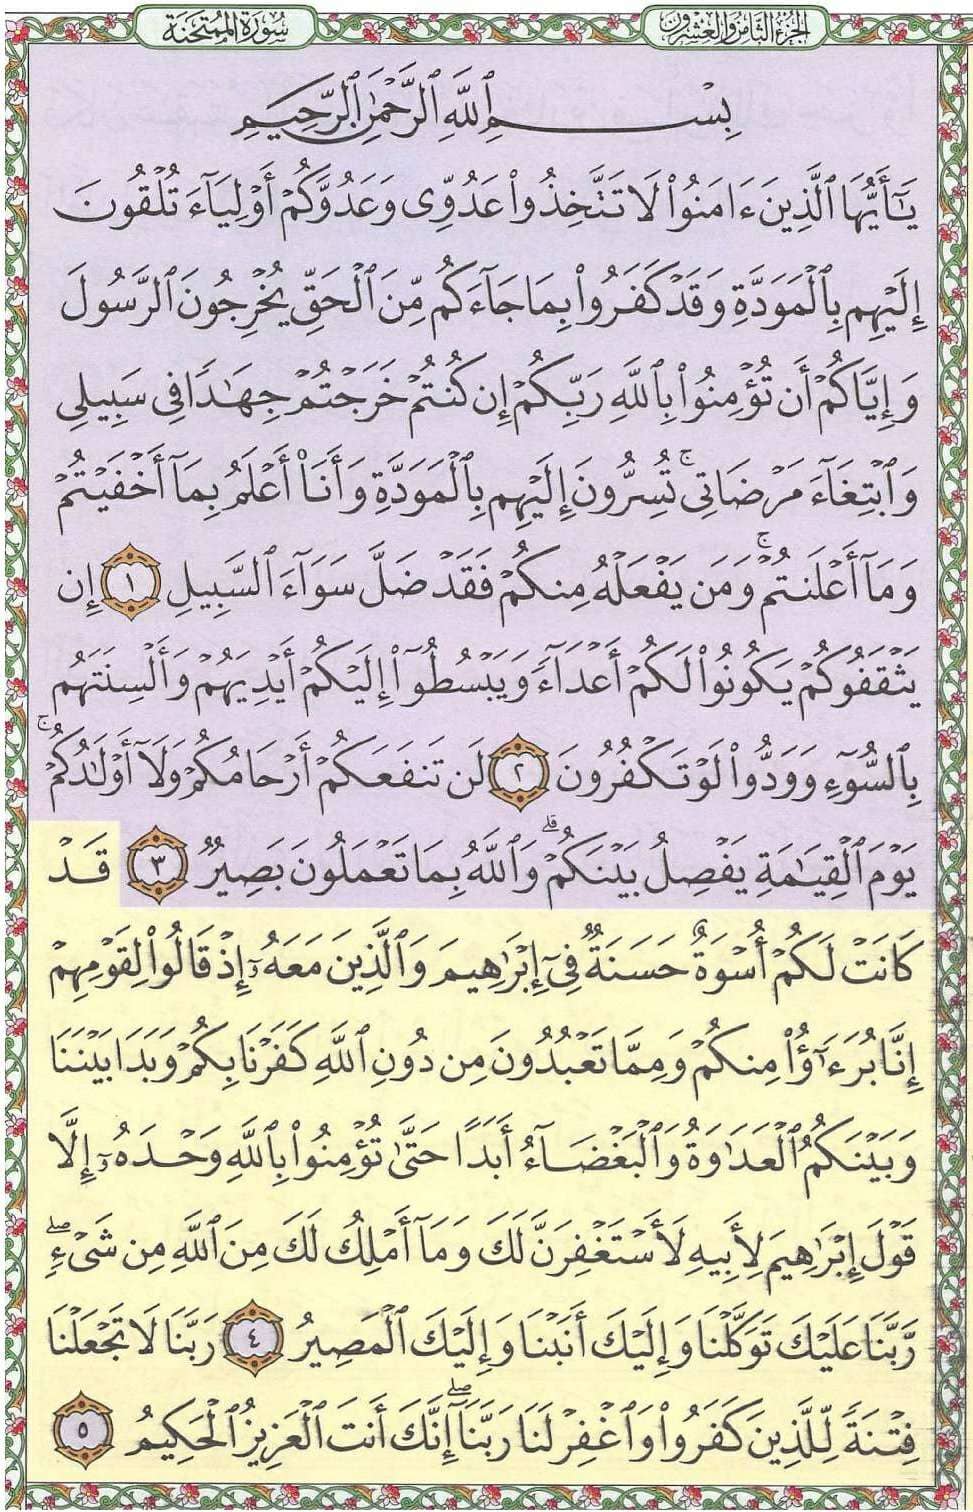 الجزء الثامن والعشرون
سورة الممتحنة
بِسْمِ ٱللَّهِ ٱلرَّحْمَٰنِ ٱلرَّحِيمِ
يَٰٓأَيُّهَا ٱلَّذِينَ ءَامَنُوا۟ لَا تَتَّخِذُوا۟ عَدُوِّى وَعَدُوَّكُمْ أَوْلِيَآءَ تُلْقُونَ
إِلَيْهِم بِٱلْمَوَدَّةِ وَقَدْ كَفَرُوا۟ بِمَا جَآءَكُم مِّنَ ٱلْحَقِّ يُخْرِجُونَ ٱلرَّسُولَ
وَإِيَّاكُمْ أَن تُؤْمِنُوا۟ بِٱللَّهِ رَبِّكُمْ إِن كُنتُمْ خَرَجْتُمْ جِهَٰدًا فِى سَبِيلِى
وَٱبْتِغَآءَ مَرْضَاتِى ۚ تُسِرُّونَ إِلَيْهِم بِٱلْمَوَدَّةِ وَأَنَا۠ أَعْلَمُ بِمَآ أَخْفَيْتُمْ
وَمَآ أَعْلَنتُمْ ۚ وَمَن يَفْعَلْهُ مِنكُمْ فَقَدْ ضَلَّ سَوَآءَ ٱلسَّبِيلِ ١ إِن
يَثْقَفُوكُمْ يَكُونُوا۟ لَكُمْ أَعْدَآءً وَيَبْسُطُوٓا۟ إِلَيْكُمْ أَيْدِيَهُمْ وَأَلْسِنَتَهُم
بِٱلسُّوٓءِ وَوَدُّوا۟ لَوْ تَكْفُرُونَ ٢ لَن تَنفَعَكُمْ أَرْحَامُكُمْ وَلَآ أَوْلَٰدُكُمْ ۚ
يَوْمَ ٱلْقِيَٰمَةِ يَفْصِلُ بَيْنَكُمْ ۗ وَٱللَّهُ بِمَا تَعْمَلُونَ بَصِيرٌ ٣ قَدْ
كَانَتْ لَكُمْ أُسْوَةٌ حَسَنَةٌ فِىٓ إِبْرَٰهِيمَ وَٱلَّذِينَ مَعَهُۥٓ إِذْ قَالُوا۟ لِقَوْمِهِمْ
إِنَّا بُرَءَٰٓؤُا۟ مِنكُمْ وَمِمَّا تَعْبُدُونَ مِن دُونِ ٱللَّهِ كَفَرْنَا بِكُمْ وَبَدَا بَيْنَنَا
وَبَيْنَكُمُ ٱلْعَدَٰوَةُ وَٱلْبَغْضَآءُ أَبَدًا حَتَّىٰ تُؤْمِنُوا۟ بِٱللَّهِ وَحْدَهُۥٓ إِلَّا
قَوْلَ إِبْرَٰهِيمَ لِأَبِيهِ لَأَسْتَغْفِرَنَّ لَكَ وَمَآ أَمْلِكُ لَكَ مِنَ ٱللَّهِ مِن شَىْءٍ ۖ
رَّبَّنَا عَلَيْكَ تَوَكَّلْنَا وَإِلَيْكَ أَنَبْنَا وَإِلَيْكَ ٱلْمَصِيرُ ٤ رَبَّنَا لَا تَجْعَلْنَا
فِتْنَةً لِّلَّذِينَ كَفَرُوا۟ وَٱغْفِرْ لَنَا رَبَّنَآ ۖ إِنَّكَ أَنتَ ٱلْعَزِيزُ ٱلْحَكِيمُ ٥